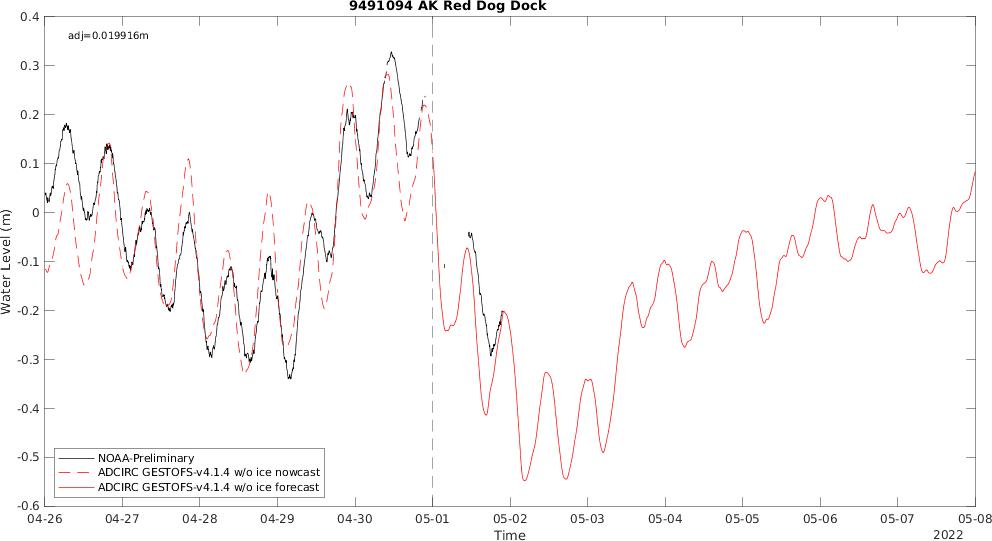 9491094 AK Red Dog Dock
adj=0.019916m
0.4
0.3
0.2
0.1
0
-0.1
-0.2
-0.3
-0.4
-0.5
-0.6
Water Level (m)
NOAA-Preliminary
ADCIRC GESTOFS-v4.1.4 w/o ice nowcast
ADCIRC GESTOFS-v4.1.4 w/o ice forecast
04-26 04-27 04-28 04-29 04-30 05-01 05-02 05-03 05-04 05-05 05-06 05-07 05-08
Time
2022